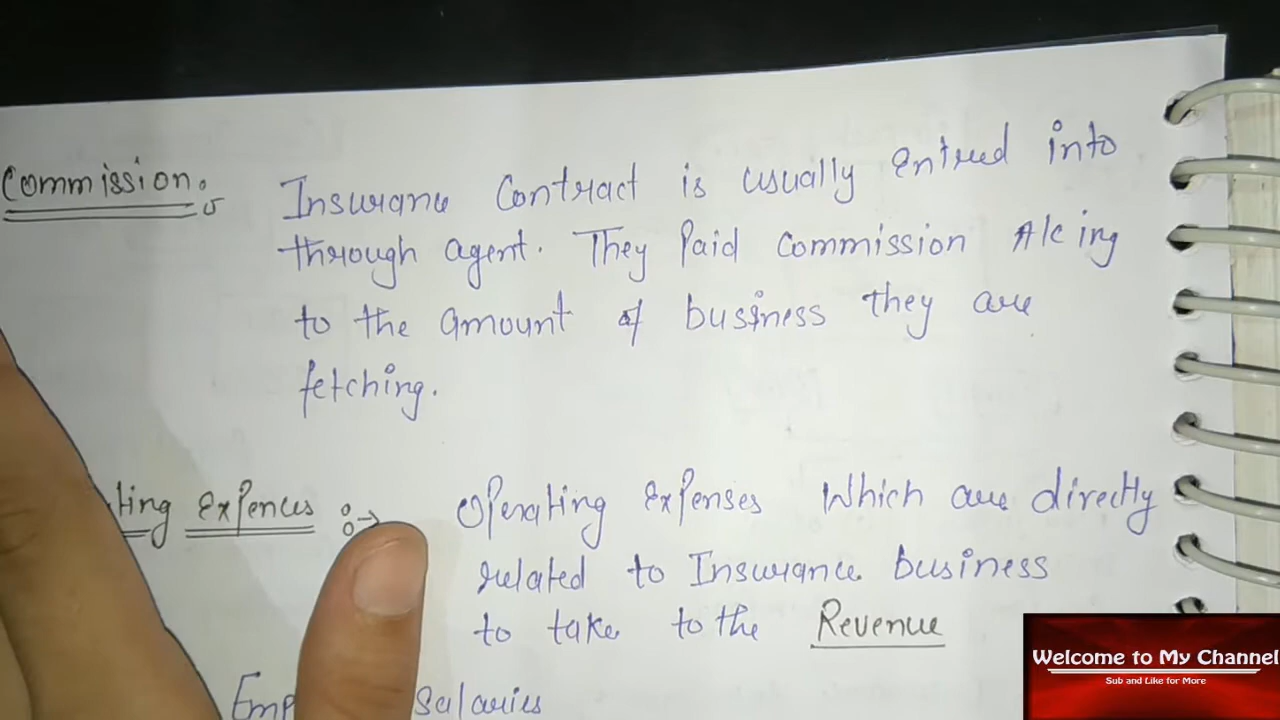 Commission:
Insurance Contract is usually entred into
through agent. They Paid Commission A/c ing
to the amount of business they are
fetching.
ting Expences :→ Operating Expenses Which are directly
related to Insurance business
to take to the Revenue
Emp salaries
Welcome to My Channel
Sub and Like for More